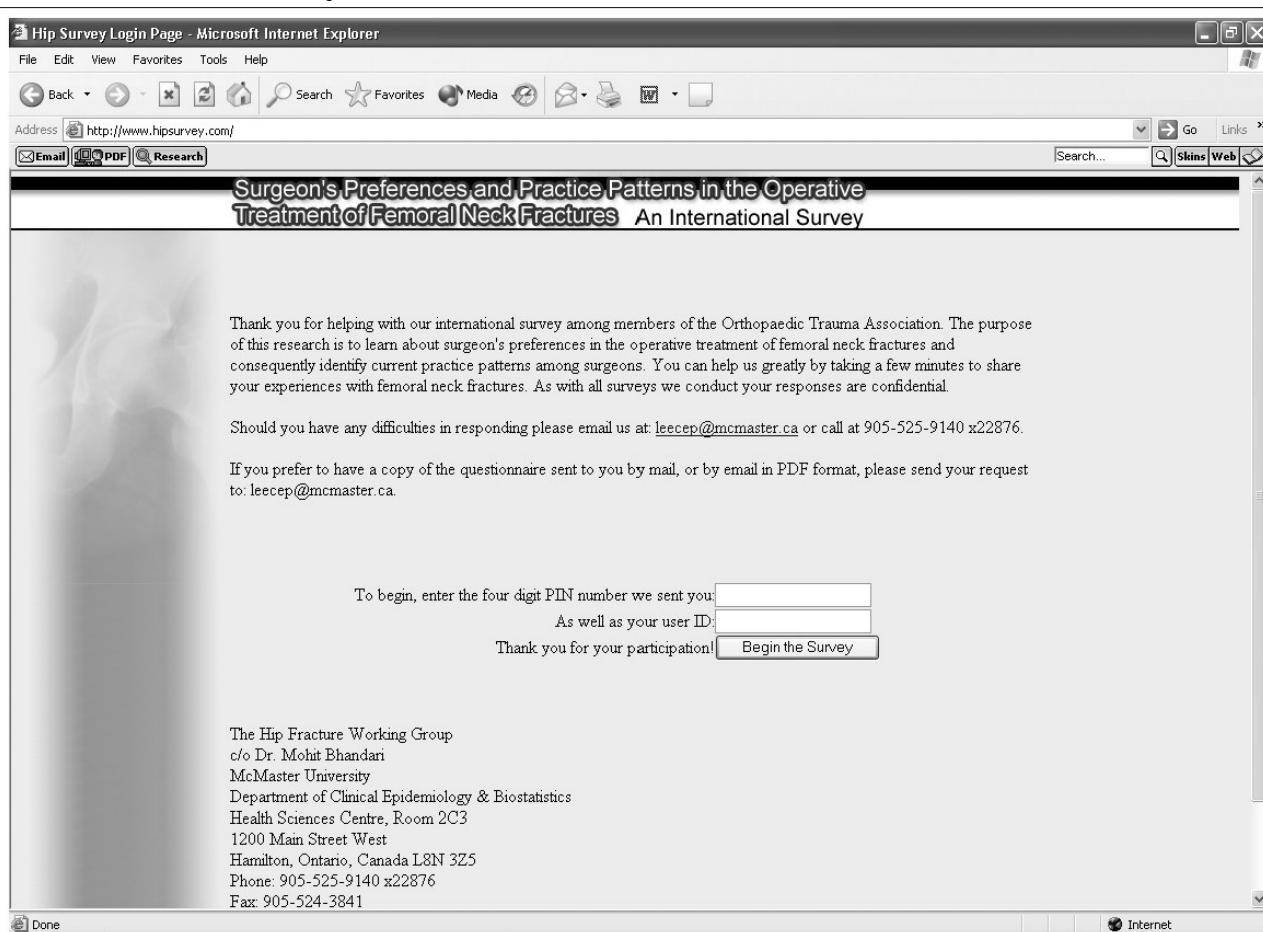 Hip Survey Login Page - Microsoft Internet Explorer
File Edit View Favorites Tools Help
Back Search Favorites Media
Address http://www.hipsurvey.com/ Go Links »
Email PDF Research Search... Skins Web
Surgeon's Preferences and Practice Patterns in the Operative
Treatment of Femoral Neck Fractures An International Survey
Thank you for helping with our international survey among members of the Orthopaedic Trauma Association. The purpose
of this research is to learn about surgeon's preferences in the operative treatment of femoral neck fractures and
consequently identify current practice patterns among surgeons. You can help us greatly by taking a few minutes to share
your experiences with femoral neck fractures. As with all surveys we conduct your responses are confidential.
Should you have any difficulties in responding please email us at: leecep@mcmaster.ca or call at 905-525-9140 x22876.
If you prefer to have a copy of the questionnaire sent to you by mail, or by email in PDF format, please send your request
to: leecep@mcmaster.ca.
To begin, enter the four digit PIN number we sent you:
As well as your user ID:
Thank you for your participation! Begin the Survey
The Hip Fracture Working Group
c/o Dr. Mohit Bhandari
McMaster University
Department of Clinical Epidemiology & Biostatistics
Health Sciences Centre, Room 2C3
1200 Main Street West
Hamilton, Ontario, Canada L8N 3Z5
Phone: 905-525-9140 x22876
Fax: 905-524-3841
Done Internet